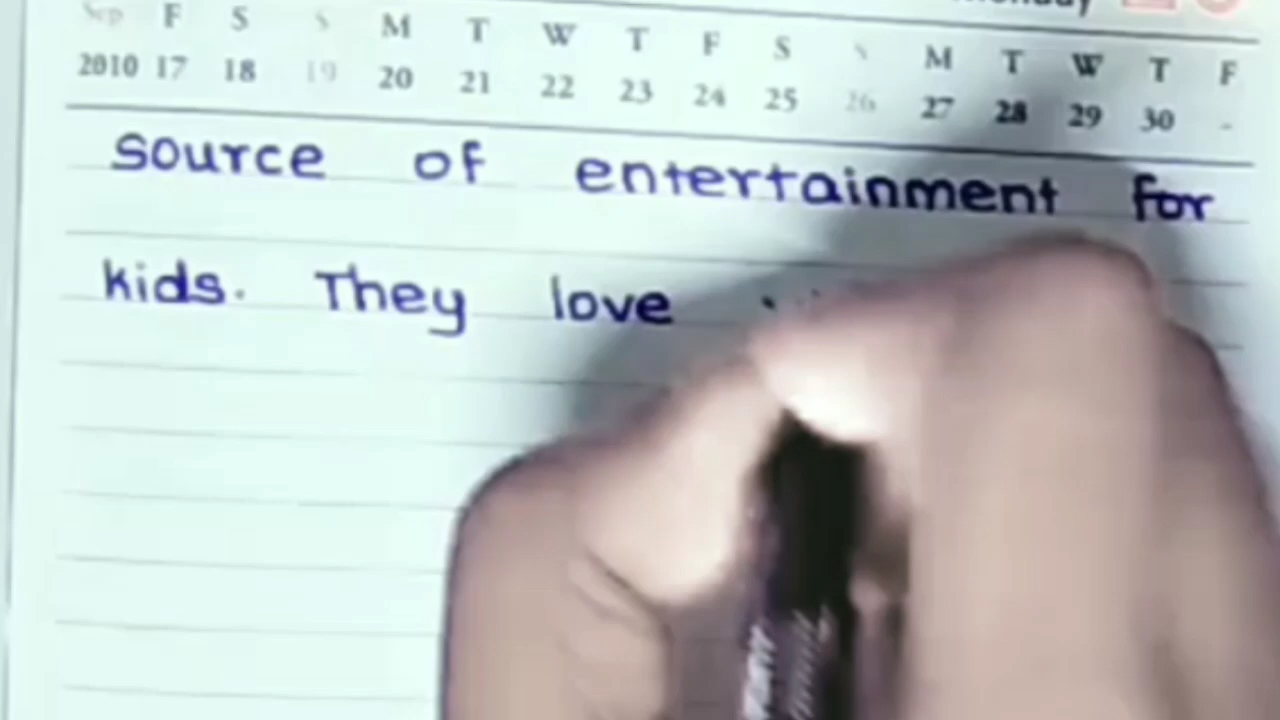 Sep F S S M T W T F S S M T W T F
2010 17 18 19 20 21 22 23 24 25 26 27 28 29 30 -
source of entertainment for
kids. They love